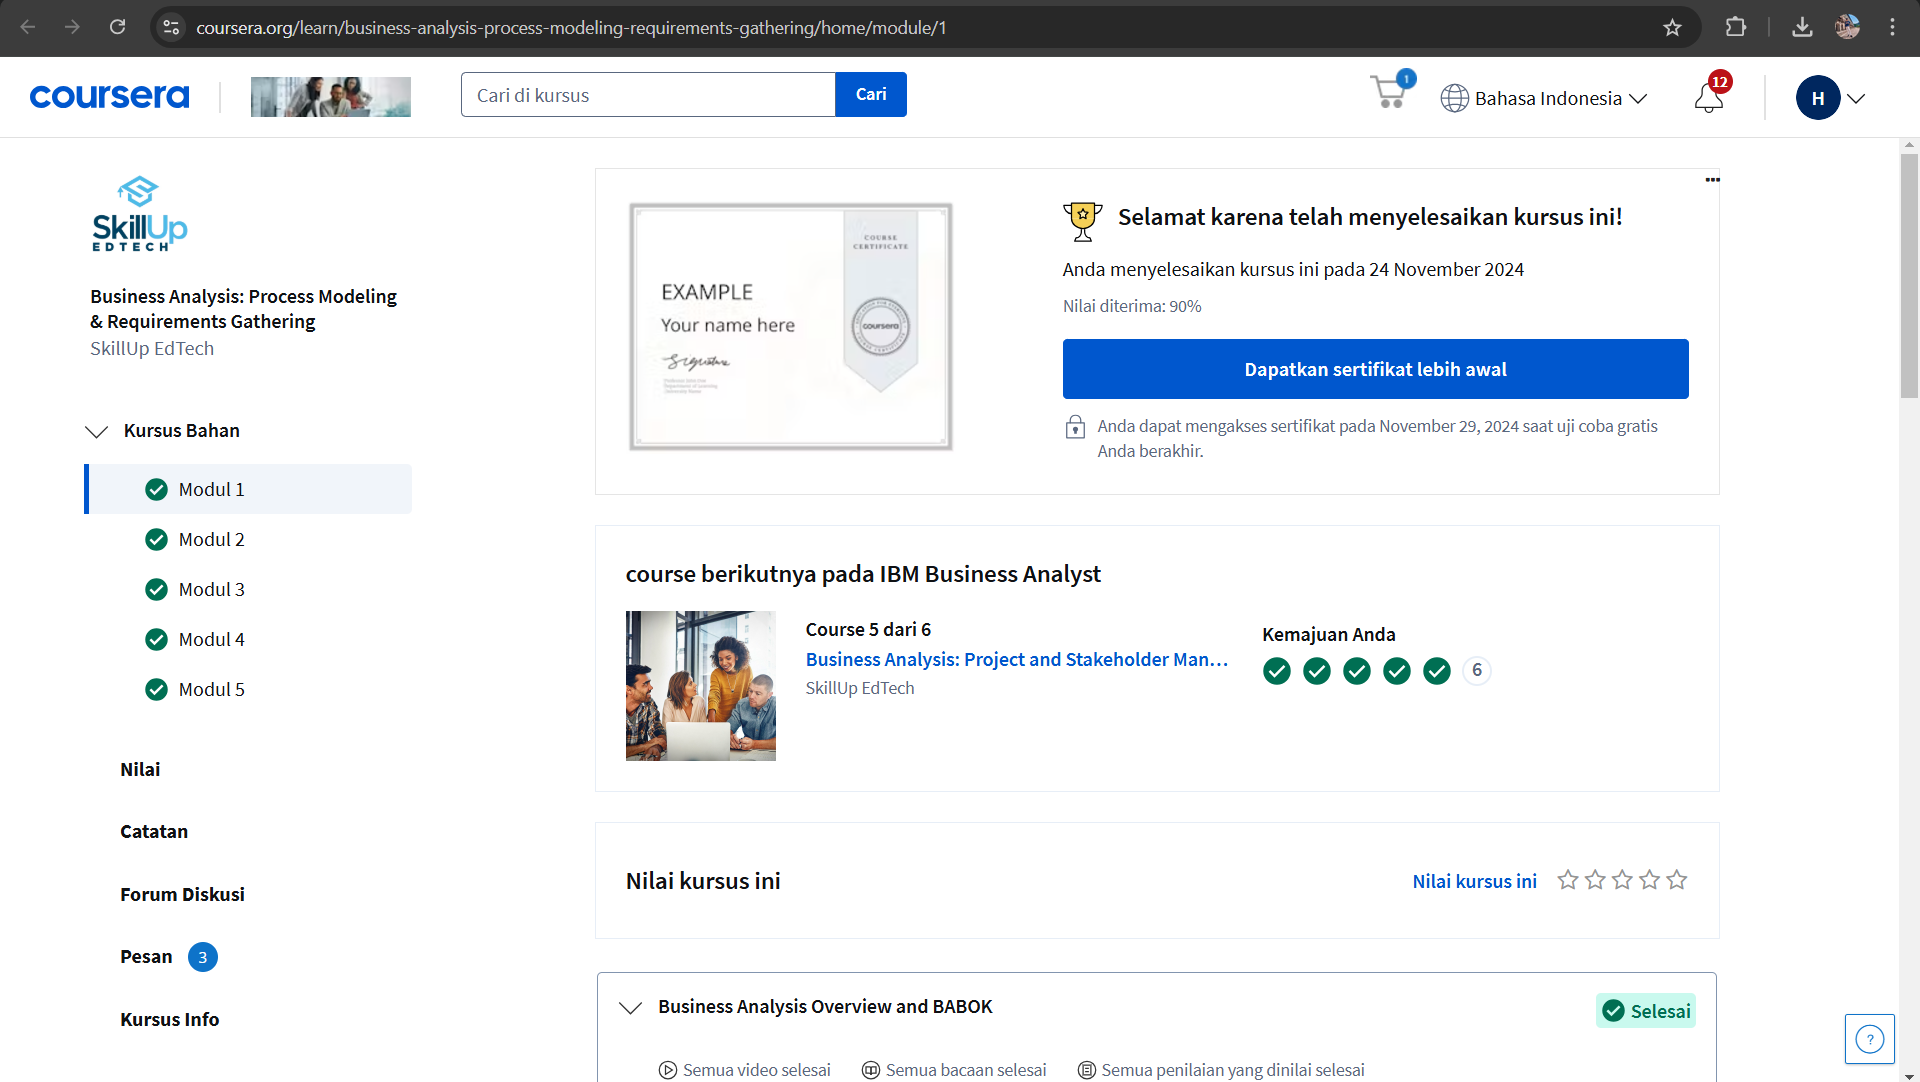 coursera.org/learn/business-analysis-process-modeling-requirements-gathering/home/module/1
coursera
Cari di kursus
Cari
1
Bahasa Indonesia
12
H
SkillUp
EDTECH
Business Analysis: Process Modeling
& Requirements Gathering
SkillUp EdTech
Kursus Bahan
Modul 1
Modul 2
Modul 3
Modul 4
Modul 5
Nilai
Catatan
Forum Diskusi
Pesan 3
Kursus Info
COURSE
CERTIFICATE
EXAMPLE
Your name here
Signature
coursera
Selamat karena telah menyelesaikan kursus ini!
Anda menyelesaikan kursus ini pada 24 November 2024
Nilai diterima: 90%
Dapatkan sertifikat lebih awal
Anda dapat mengakses sertifikat pada November 29, 2024 saat uji coba gratis
Anda berakhir.
course berikutnya pada IBM Business Analyst
Course 5 dari 6
Business Analysis: Project and Stakeholder Man...
SkillUp EdTech
Kemajuan Anda
6
Nilai kursus ini
Nilai kursus ini
Business Analysis Overview and BABOK
Selesai
Semua video selesai
Semua bacaan selesai
Semua penilaian yang dinilai selesai
?